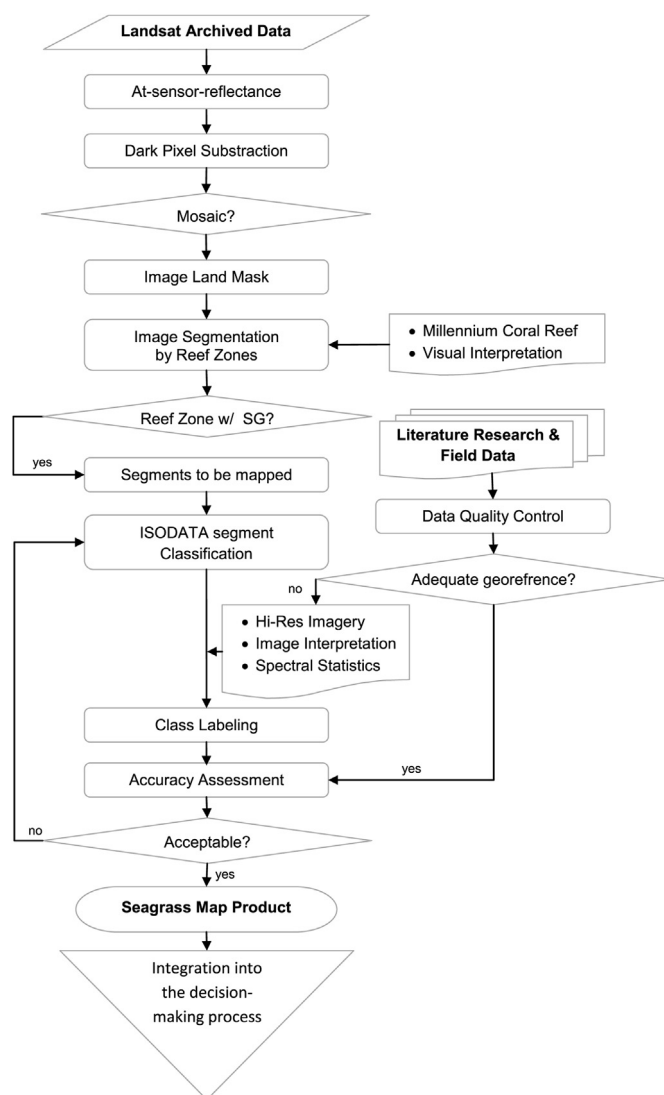 Landsat Archived Data
At-sensor-reflectance
Dark Pixel Substraction
Mosaic?
Image Land Mask
Image Segmentation
by Reef Zones
• Millennium Coral Reef
• Visual Interpretation
Reef Zone w/ SG?
yes
Segments to be mapped
Literature Research &
Field Data
Data Quality Control
ISODATA segment
Classification
Adequate georefrence?
no
• Hi-Res Imagery
• Image Interpretation
• Spectral Statistics
Class Labeling
Accuracy Assessment
yes
Acceptable?
no
yes
Seagrass Map Product
Integration into
the decision-
making process